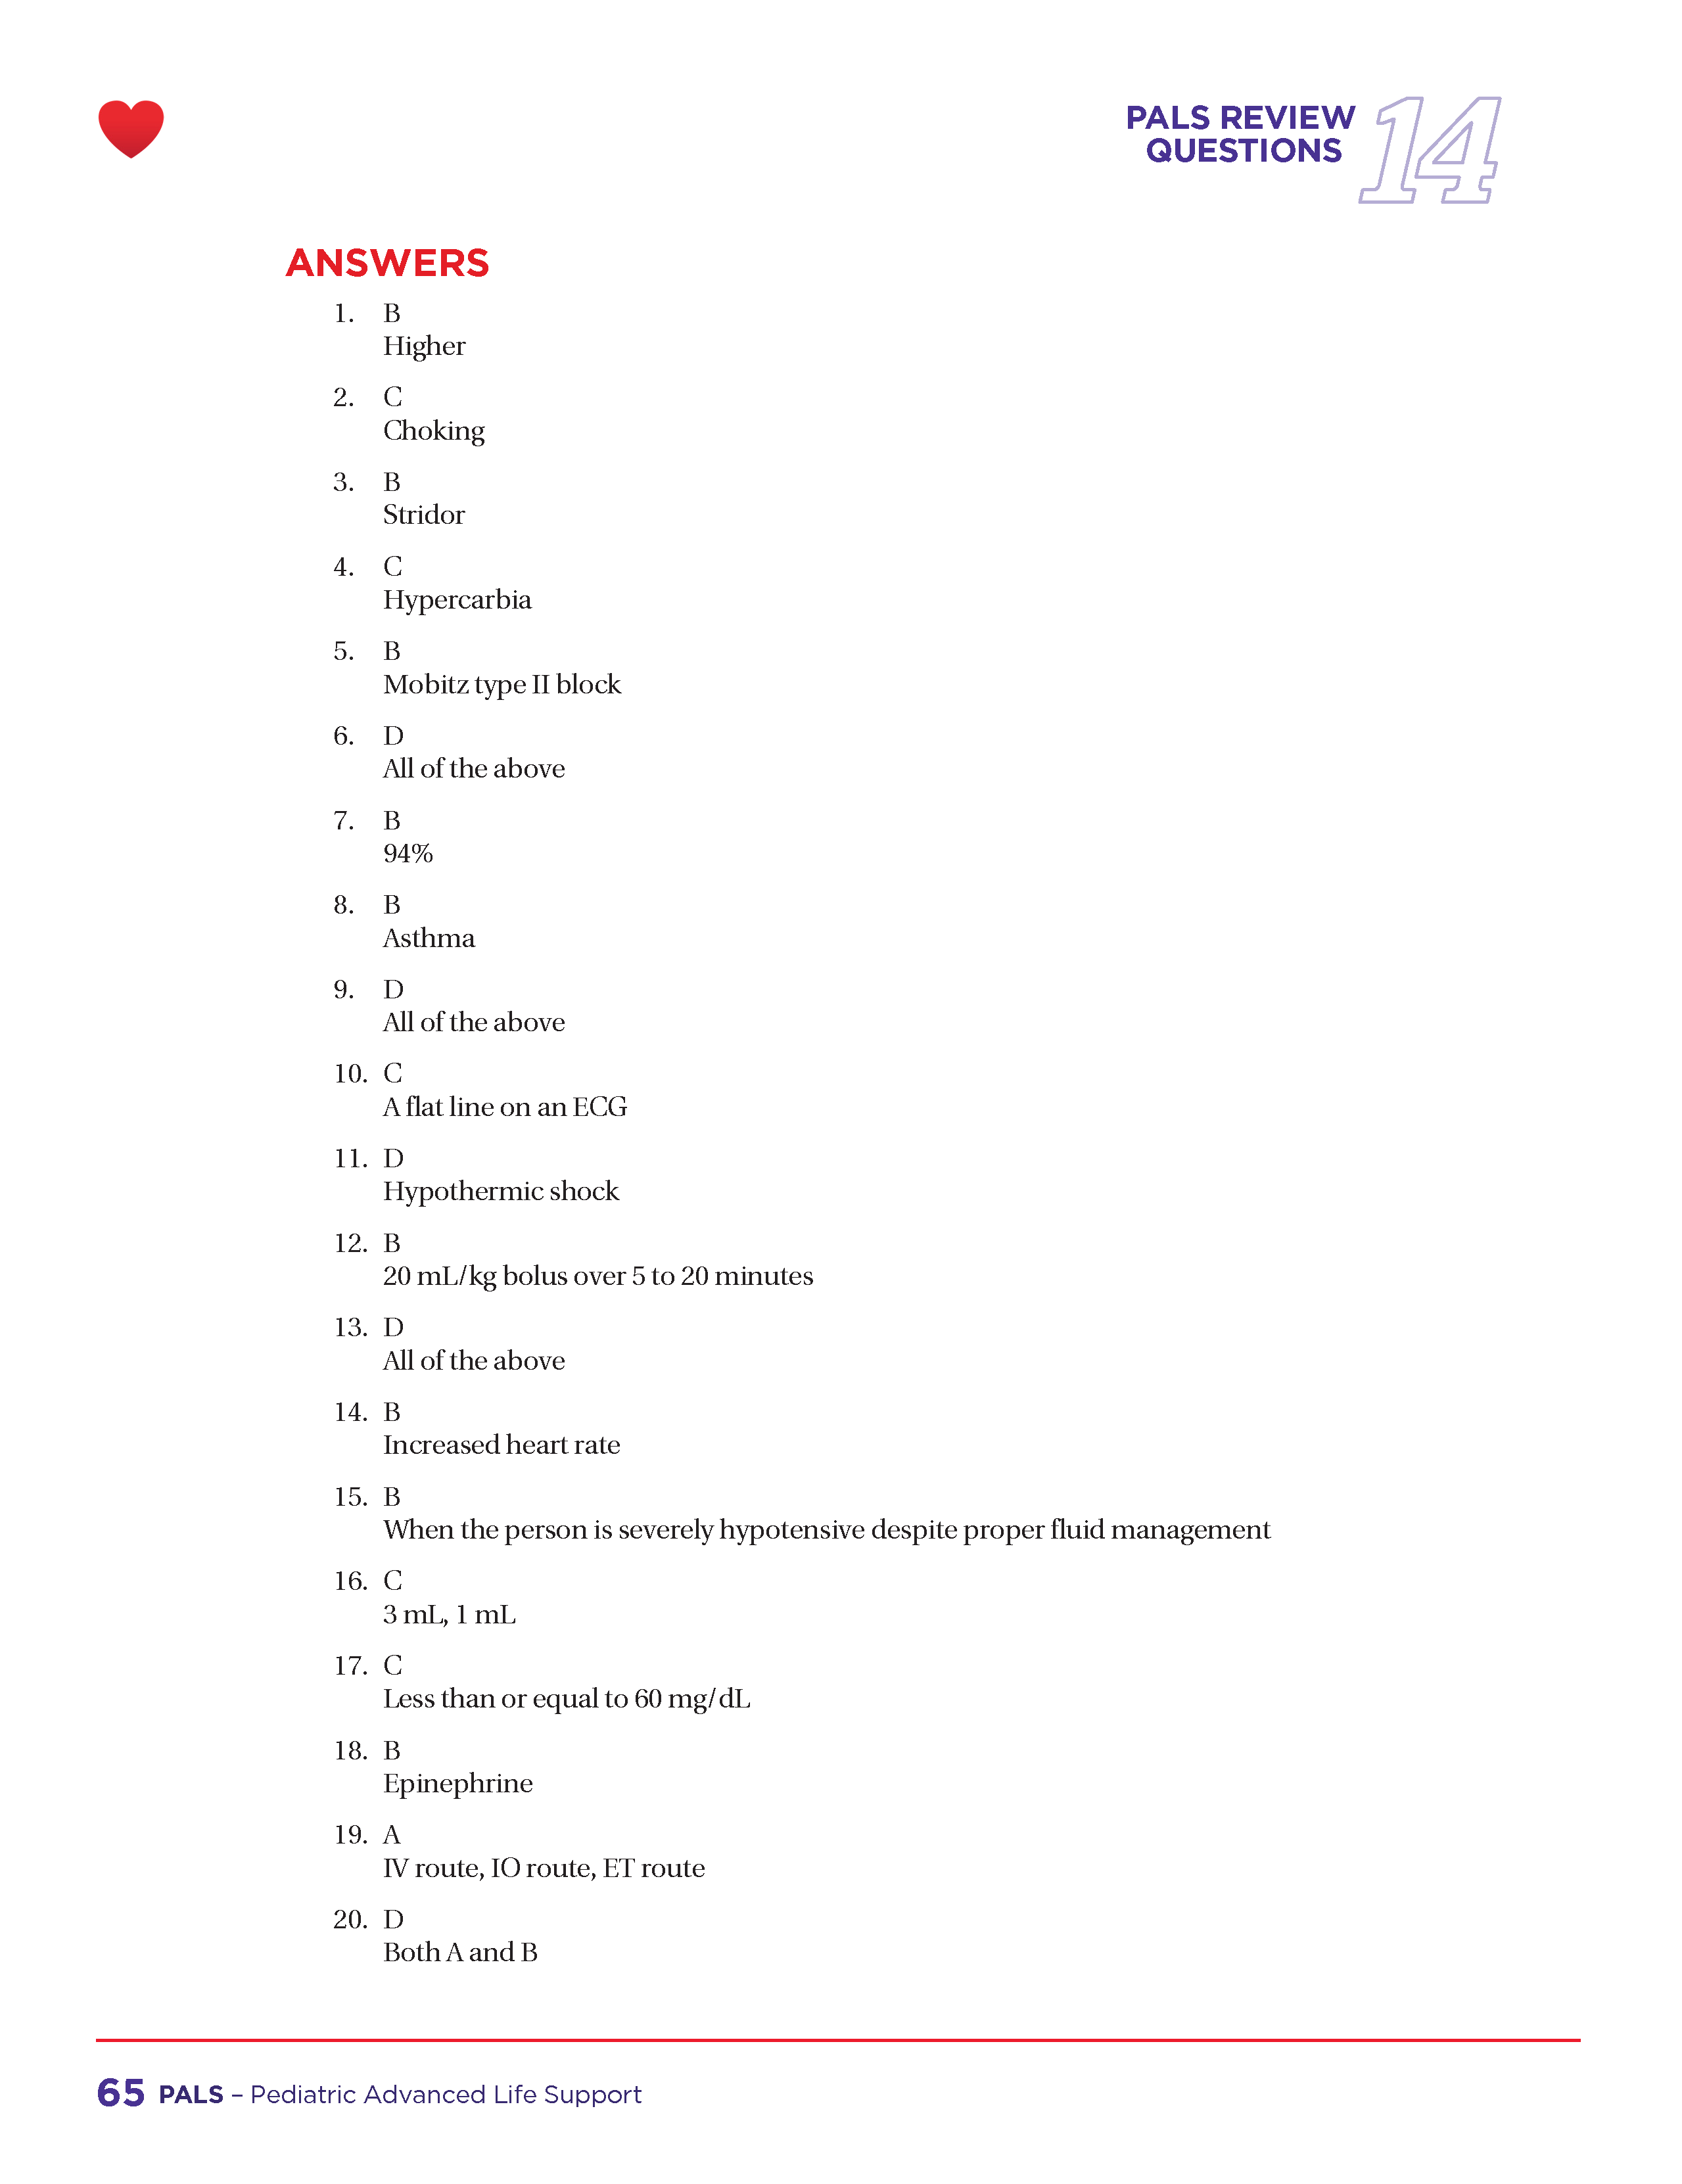 PALS REVIEW
QUESTIONS
14
ANSWERS
1. B
Higher
2. C
Choking
3. B
Stridor
4. C
Hypercarbia
5. B
Mobitz type II block
6. D
All of the above
7. B
94%
8. B
Asthma
9. D
All of the above
10. C
A flat line on an ECG
11. D
Hypothermic shock
12. B
20 mL/kg bolus over 5 to 20 minutes
13. D
All of the above
14. B
Increased heart rate
15. B
When the person is severely hypotensive despite proper fluid management
16. C
3 mL, 1 mL
17. C
Less than or equal to 60 mg/dL
18. B
Epinephrine
19. A
IV route, IO route, ET route
20. D
Both A and B
65 PALS – Pediatric Advanced Life Support